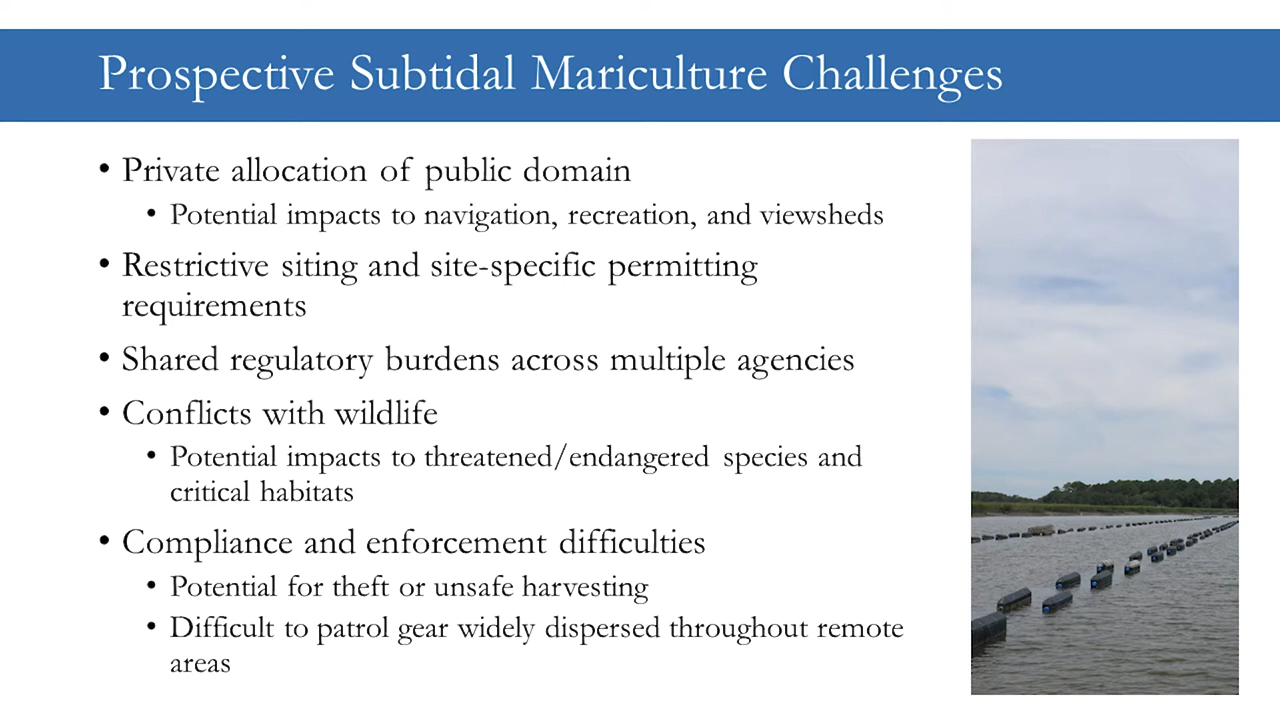 Prospective Subtidal Mariculture Challenges
• Private allocation of public domain
• Potential impacts to navigation, recreation, and viewsheds
• Restrictive siting and site-specific permitting
requirements
• Shared regulatory burdens across multiple agencies
• Conflicts with wildlife
• Potential impacts to threatened/endangered species and
critical habitats
• Compliance and enforcement difficulties
• Potential for theft or unsafe harvesting
• Difficult to patrol gear widely dispersed throughout remote
areas